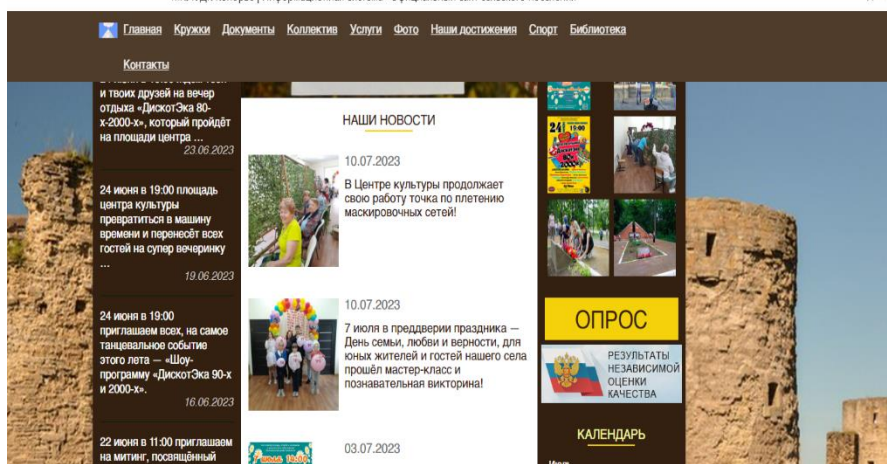 Главная Кружки Документы Коллектив Услуги Фото Наши достижения Спорт Библиотека
Контакты
и твоих друзей на вечер
отдыха «ДискотЭка 80-
х-2000-х», который пройдёт
на площади центра ...
23.06.2023
24 июня в 19:00 площадь
центра культуры
превратиться в машину
времени и перенесёт всех
гостей на супер вечеринку
...
19.06.2023
24 июня в 19:00
приглашаем всех, на самое
танцевальное событие
этого лета — «Шоу-
программу «ДискотЭка 90-х
и 2000-х».
16.06.2023
22 июня в 11:00 приглашаем
на митинг, посвящённый
НАШИ НОВОСТИ
10.07.2023
В Центре культуры продолжает
свою работу точка по плетению
маскировочных сетей!
10.07.2023
7 июля в преддверии праздника —
День семьи, любви и верности, для
юных жителей и гостей нашего села
прошёл мастер-класс и
познавательная викторина!
03.07.2023
24 19:00
ОПРОС
РЕЗУЛЬТАТЫ
НЕЗАВИСИМОЙ
ОЦЕНКИ
КАЧЕСТВА
КАЛЕНДАРЬ